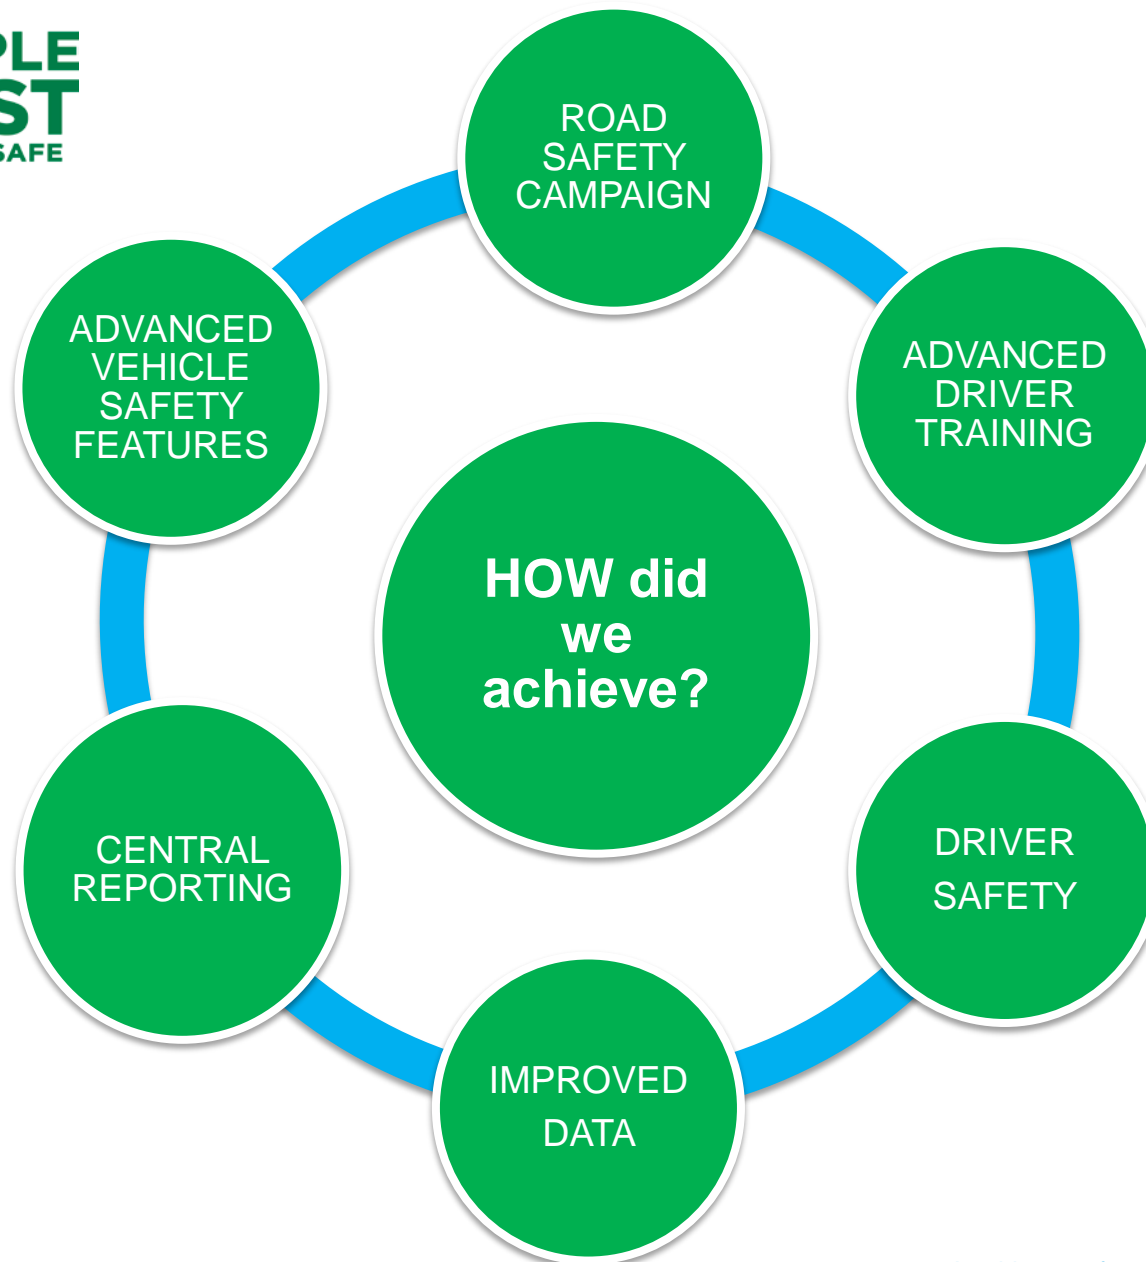 PLE
ST
SAFE
ROAD
SAFETY
CAMPAIGN
ADVANCED
VEHICLE
SAFETY
FEATURES
ADVANCED
DRIVER
TRAINING
HOW did
we
achieve?
CENTRAL
REPORTING
DRIVER
SAFETY
IMPROVED
DATA